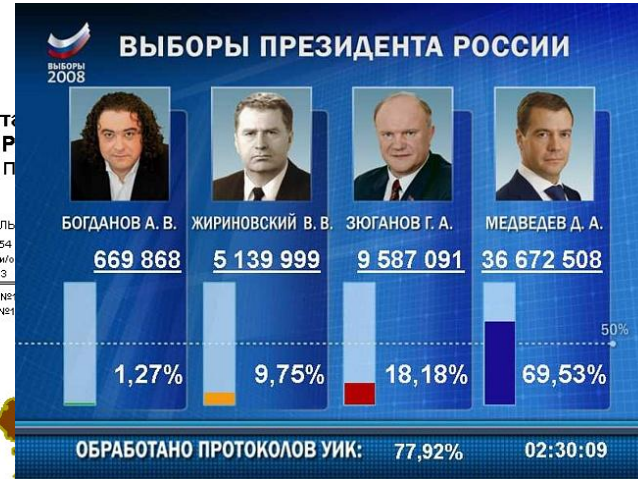 ВЫБОРЫ
2008
ВЫБОРЫ ПРЕЗИДЕНТА РОССИИ
БОГДАНОВ А. В. ЖИРИНОВСКИЙ В. В. ЗЮГАНОВ Г. А. МЕДВЕДЕВ Д. А.
669 868 5 139 999 9 587 091 36 672 508
50%
1,27% 9,75% 18,18% 69,53%
ОБРАБОТАНО ПРОТОКОЛОВ УИК: 77,92% 02:30:09